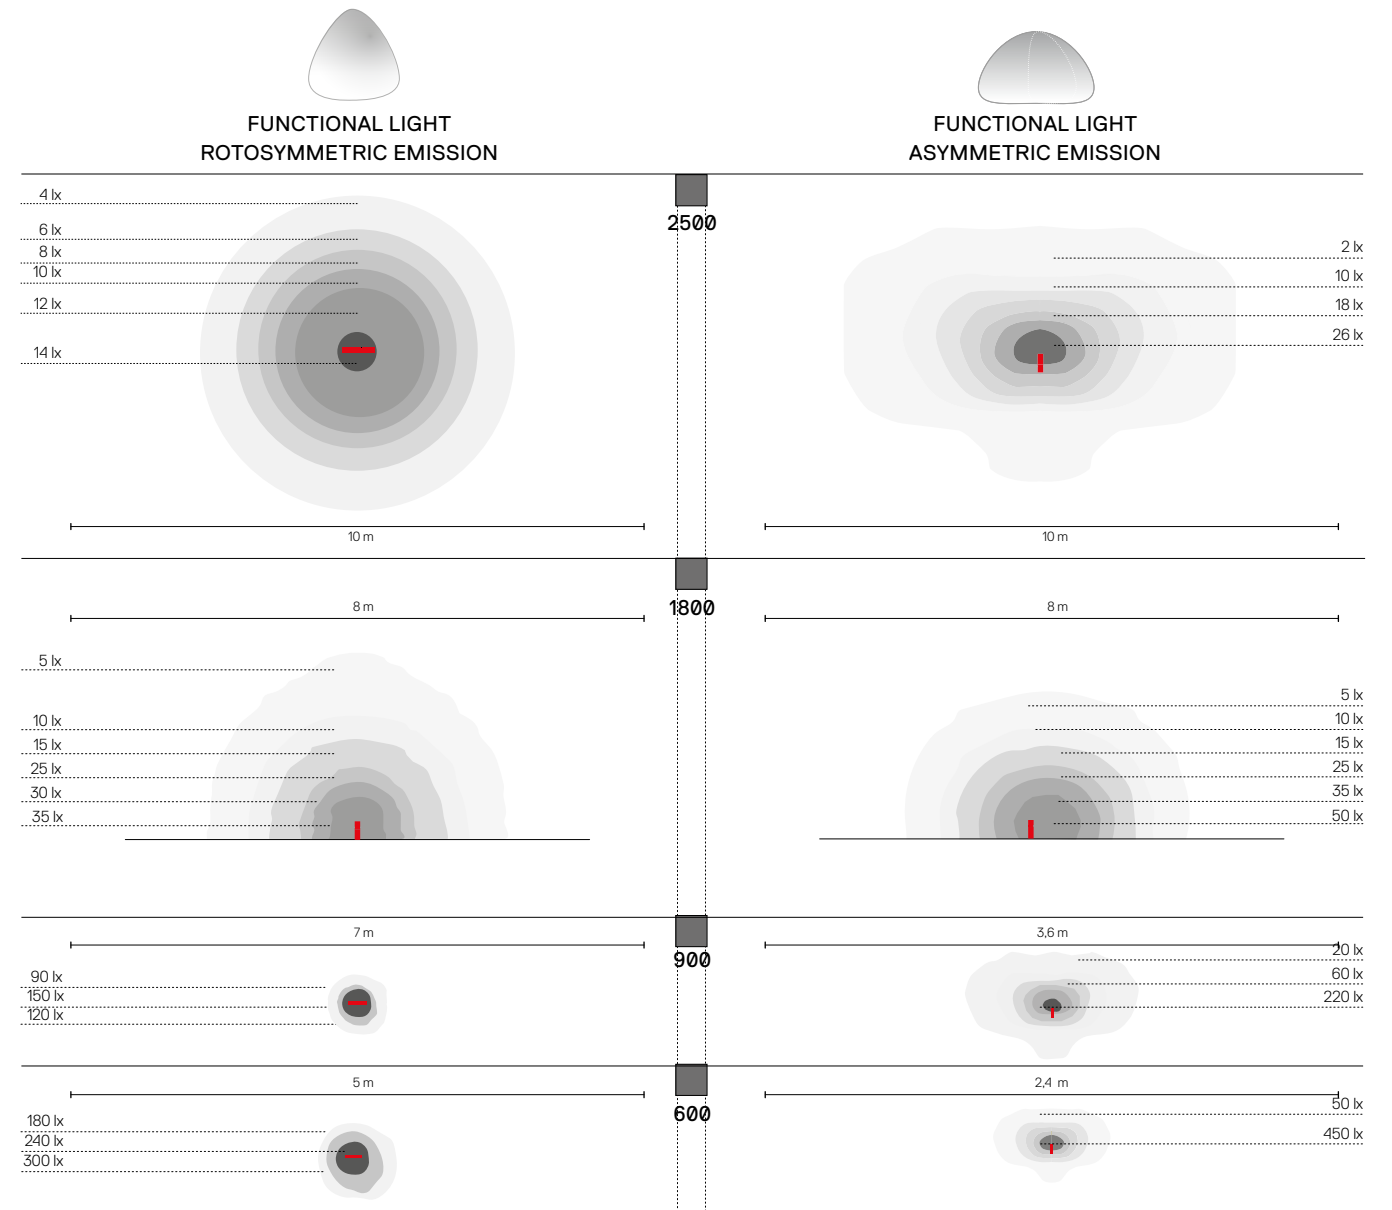 FUNCTIONAL LIGHT
ROTOSYMMETRIC EMISSION
FUNCTIONAL LIGHT
ASYMMETRIC EMISSION
2500
4 lx
6 lx
8 lx
10 lx
12 lx
14 lx
10 m
2 lx
10 lx
18 lx
26 lx
10 m
1800
8 m
5 lx
10 lx
15 lx
25 lx
30 lx
35 lx
8 m
5 lx
10 lx
15 lx
25 lx
35 lx
50 lx
900
7 m
90 lx
150 lx
120 lx
3,6 m
20 lx
60 lx
220 lx
600
5 m
180 lx
240 lx
300 lx
2,4 m
50 lx
450 lx